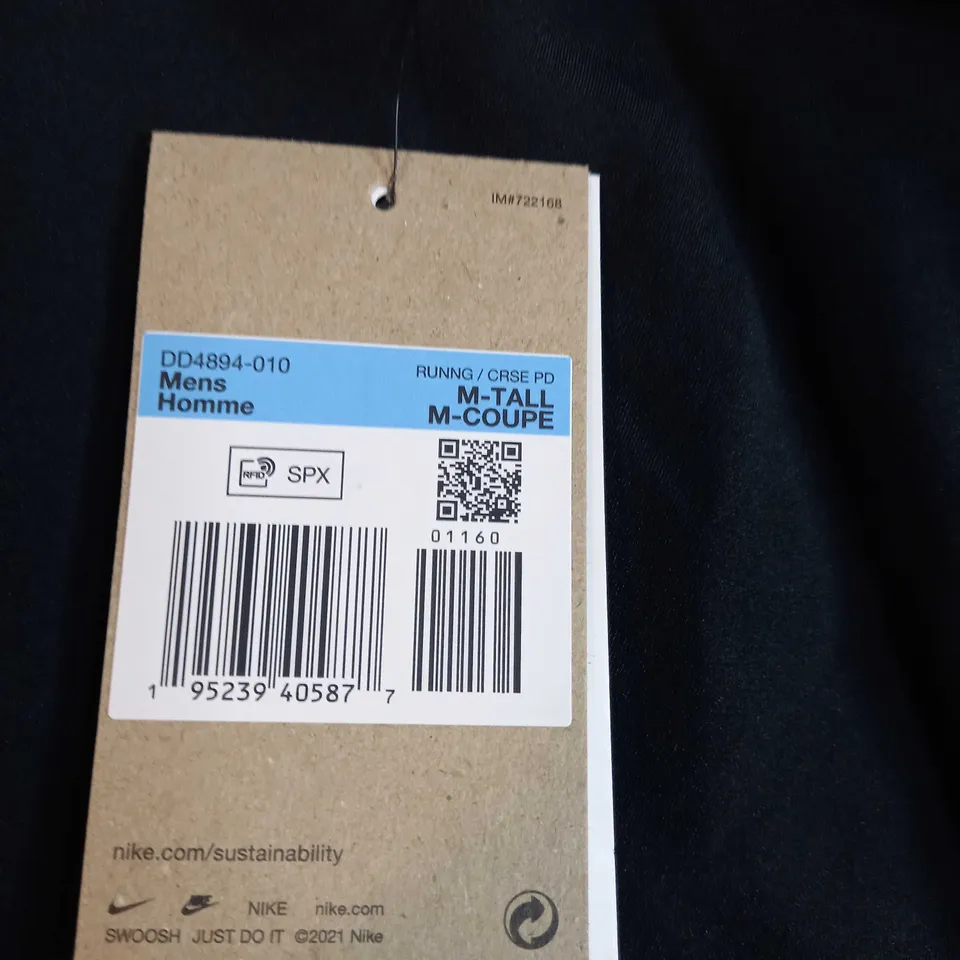 IM#722168
DD4894-010
Mens
Homme
RUNNG / CRSE PD
M-TALL
M-COUPE
RFID SPX
01160
1 95239 40587 7
nike.com/sustainability
NIKE nike.com
SWOOSH JUST DO IT ©2021 Nike